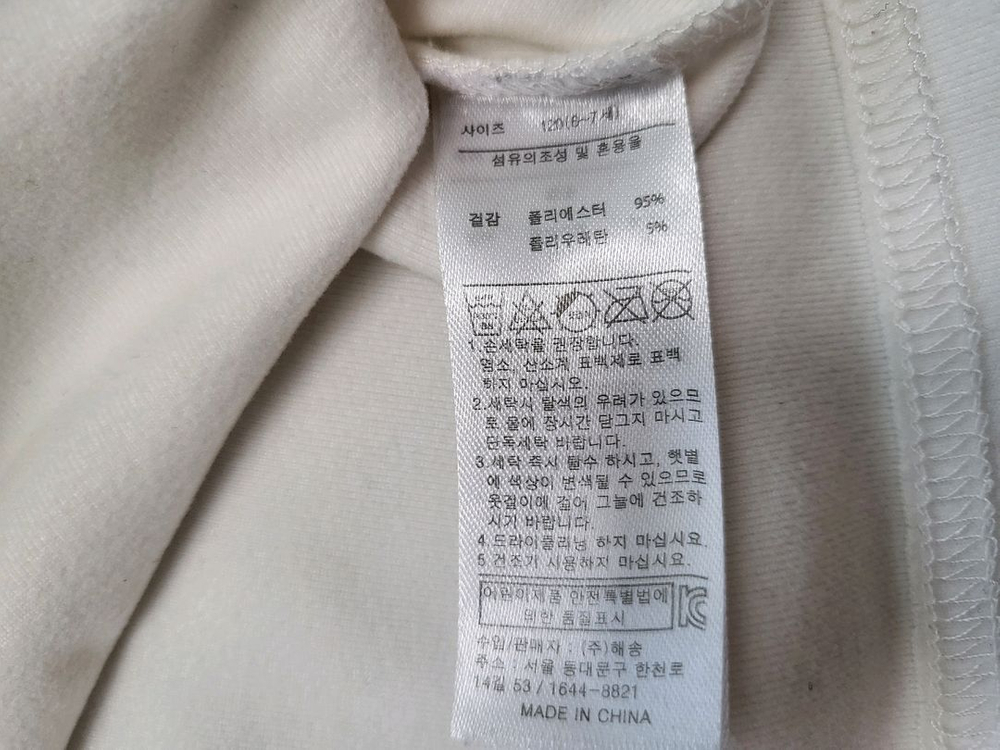 사이즈 120(6~7세)
섬유의조성 및 혼용율
겉감 폴리에스터 95%
폴리우레탄 5%
1.손세탁을 권장합니다.
염소, 산소계 표백제로 표백
하지 마십시오.
2.세탁시 탈색의 우려가 있으므
로 물에 장시간 담그지 마시고
단독세탁 바랍니다.
3.세탁 즉시 탈수 하시고, 햇볕
에 색상이 변색될 수 있으므로
옷걸이에 걸어 그늘에 건조하
시기 바랍니다.
4.드라이클리닝 하지 마십시요.
5.건조기 사용하지 마십시요.
어린이제품 안전특별법에
의한 품질표시
수입/판매자 : (주)해송
주소 : 서울 동대문구 한천로
14길 53 / 1644-8821
MADE IN CHINA